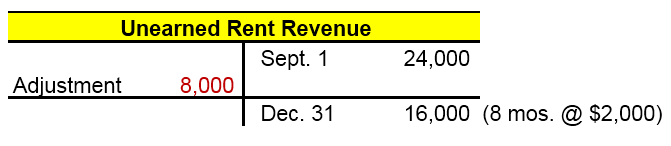 Unearned Rent Revenue
Sept. 1 24,000
Adjustment 8,000
Dec. 31 16,000 (8 mos. @ $2,000)